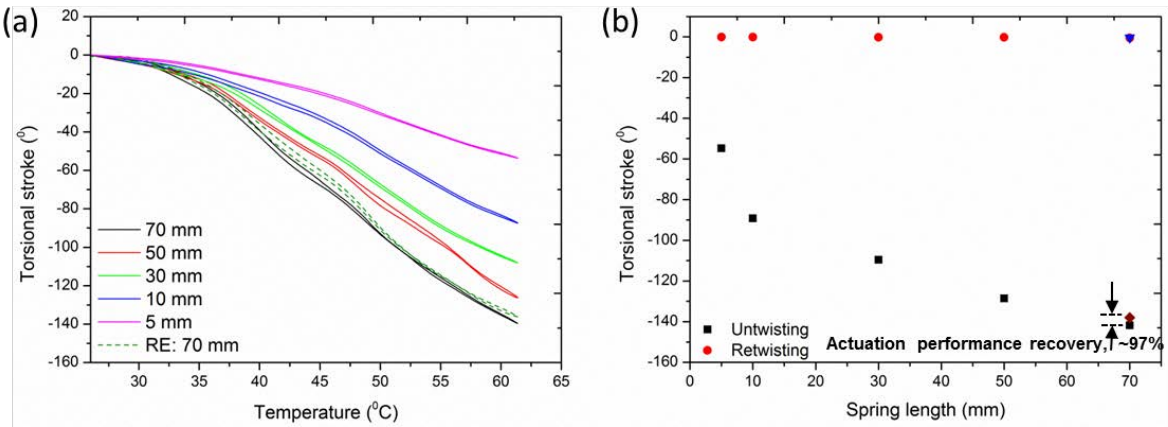 (a)
20
0
-20
-40
-60
-80
-100
-120
-140
-160
Torsional stroke (⁰)
70 mm
50 mm
30 mm
10 mm
5 mm
RE: 70 mm
25 30 35 40 45 50 55 60 65
Temperature (⁰C)
(b)
0
-20
-40
-60
-80
-100
-120
-140
-160
Torsional stroke (⁰)
Untwisting
Retwisting
Actuation performance recovery, ~97%
0 10 20 30 40 50 60 70
Spring length (mm)